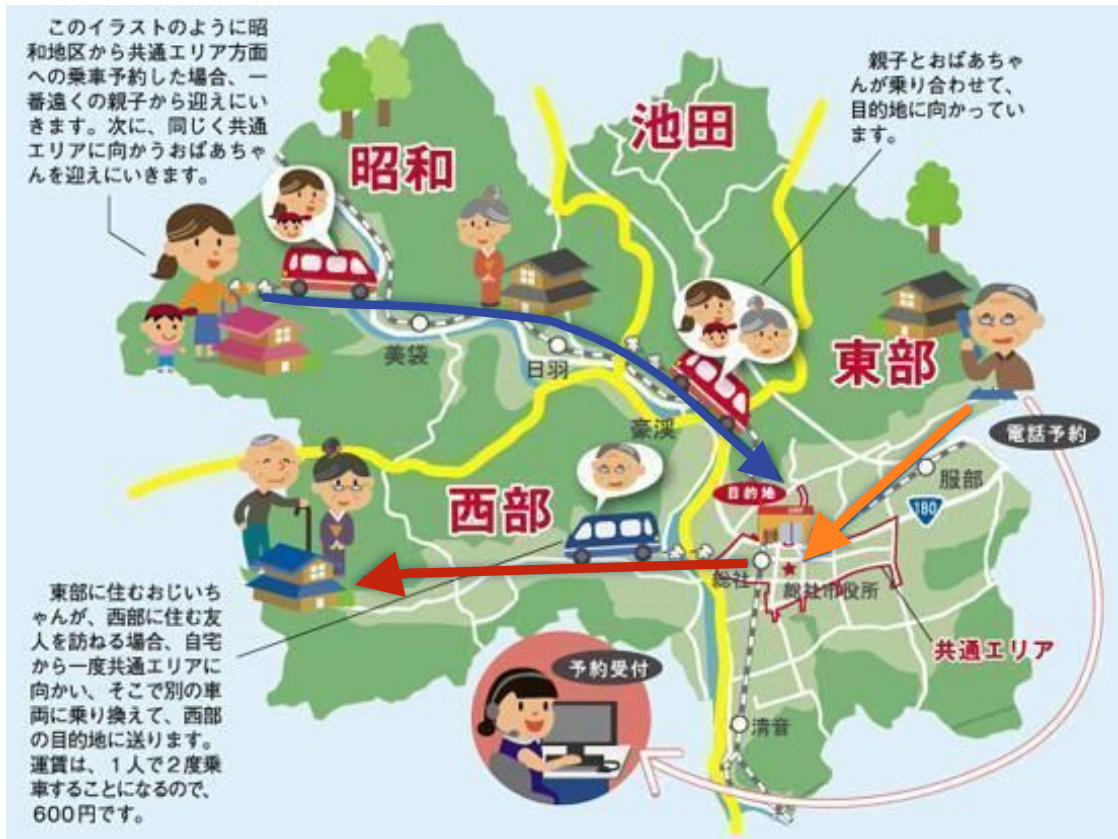 このイラストのように昭
和地区から共通エリア方面
への乗車予約した場合、一
番遠くの親子から迎えにい
きます。次に、同じく共通
エリアに向かうおばあちゃ
んを迎えにいきます。
親子とおばあちゃ
んが乗り合わせて、
目的地に向かってい
ます。
池田
昭和
東部
美袋
日羽
豪渓
電話予約
服部
180
目的地
西部
総社
総社市役所
共通エリア
東部に住むおじいち
ゃんが、西部に住む友
人を訪ねる場合、自宅
から一度共通エリアに
向かい、そこで別の車
両に乗り換えて、西部
の目的地に送ります。
運賃は、1人で2度乗
車することになるので、
600円です。
予約受付
清音